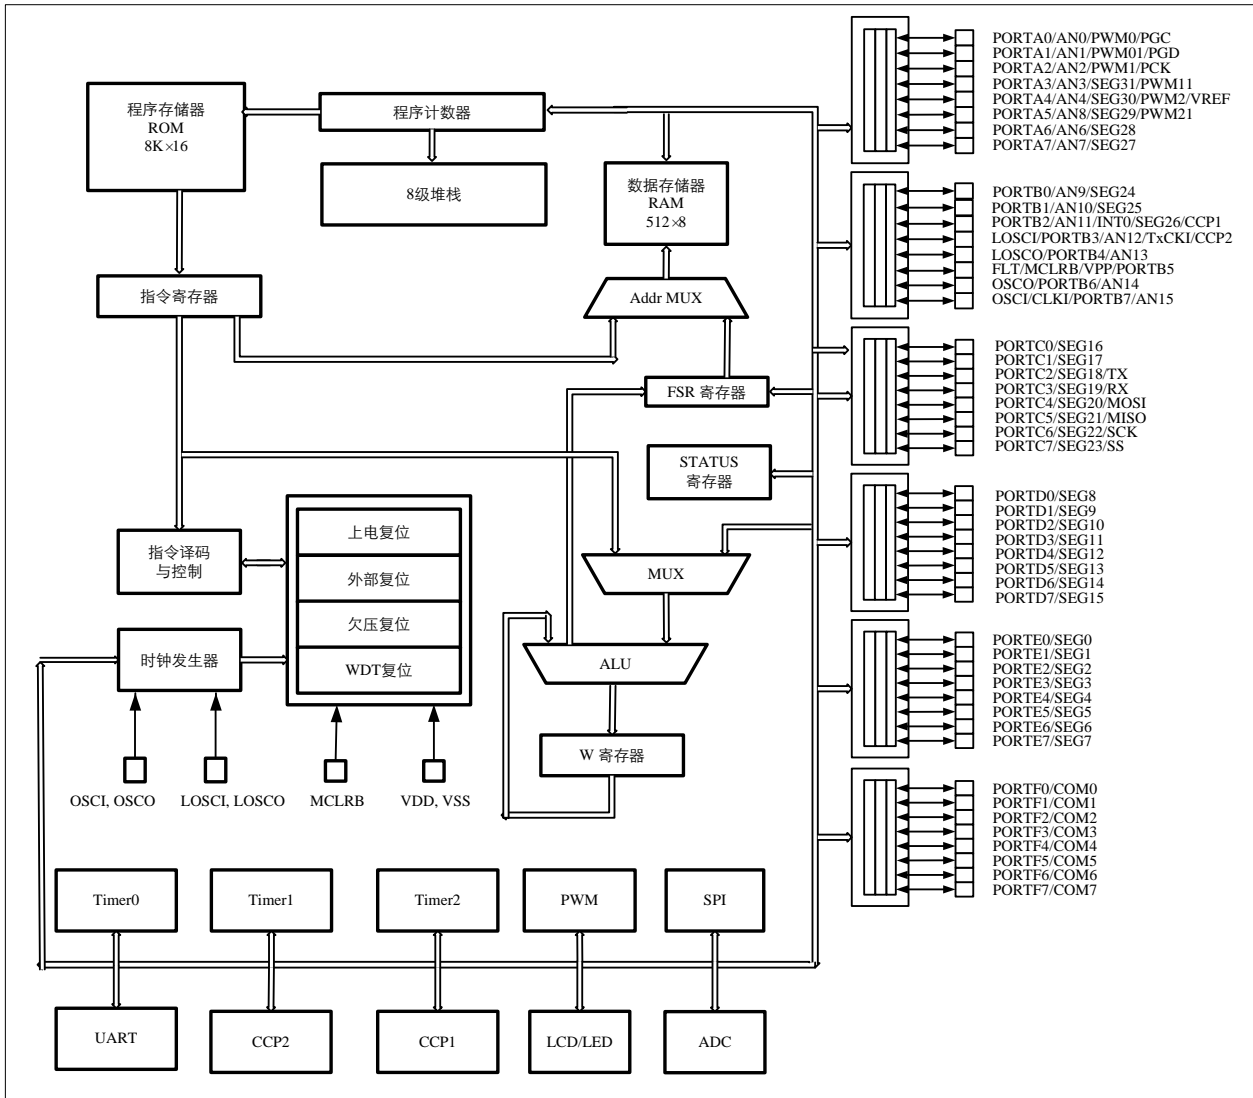 程序存储器
ROM
8K×16
程序计数器
8级堆栈
数据存储器
RAM
512×8
指令寄存器
Addr MUX
FSR 寄存器
STATUS
寄存器
指令译码
与控制
上电复位
外部复位
欠压复位
WDT复位
MUX
时钟发生器
ALU
W 寄存器
OSCI, OSCO
LOSCI, LOSCO
MCLRB
VDD, VSS
Timer0
Timer1
Timer2
PWM
SPI
UART
CCP2
CCP1
LCD/LED
ADC
PORTA0/AN0/PWM0/PGC
PORTA1/AN1/PWM01/PGD
PORTA2/AN2/PWM1/PCK
PORTA3/AN3/SEG31/PWM11
PORTA4/AN4/SEG30/PWM2/VREF
PORTA5/AN8/SEG29/PWM21
PORTA6/AN6/SEG28
PORTA7/AN7/SEG27
PORTB0/AN9/SEG24
PORTB1/AN10/SEG25
PORTB2/AN11/INT0/SEG26/CCP1
LOSCI/PORTB3/AN12/TxCKI/CCP2
LOSCO/PORTB4/AN13
FLT/MCLRB/VPP/PORTB5
OSCO/PORTB6/AN14
OSCI/CLKI/PORTB7/AN15
PORTC0/SEG16
PORTC1/SEG17
PORTC2/SEG18/TX
PORTC3/SEG19/RX
PORTC4/SEG20/MOSI
PORTC5/SEG21/MISO
PORTC6/SEG22/SCK
PORTC7/SEG23/SS
PORTD0/SEG8
PORTD1/SEG9
PORTD2/SEG10
PORTD3/SEG11
PORTD4/SEG12
PORTD5/SEG13
PORTD6/SEG14
PORTD7/SEG15
PORTE0/SEG0
PORTE1/SEG1
PORTE2/SEG2
PORTE3/SEG3
PORTE4/SEG4
PORTE5/SEG5
PORTE6/SEG6
PORTE7/SEG7
PORTF0/COM0
PORTF1/COM1
PORTF2/COM2
PORTF3/COM3
PORTF4/COM4
PORTF5/COM5
PORTF6/COM6
PORTF7/COM7